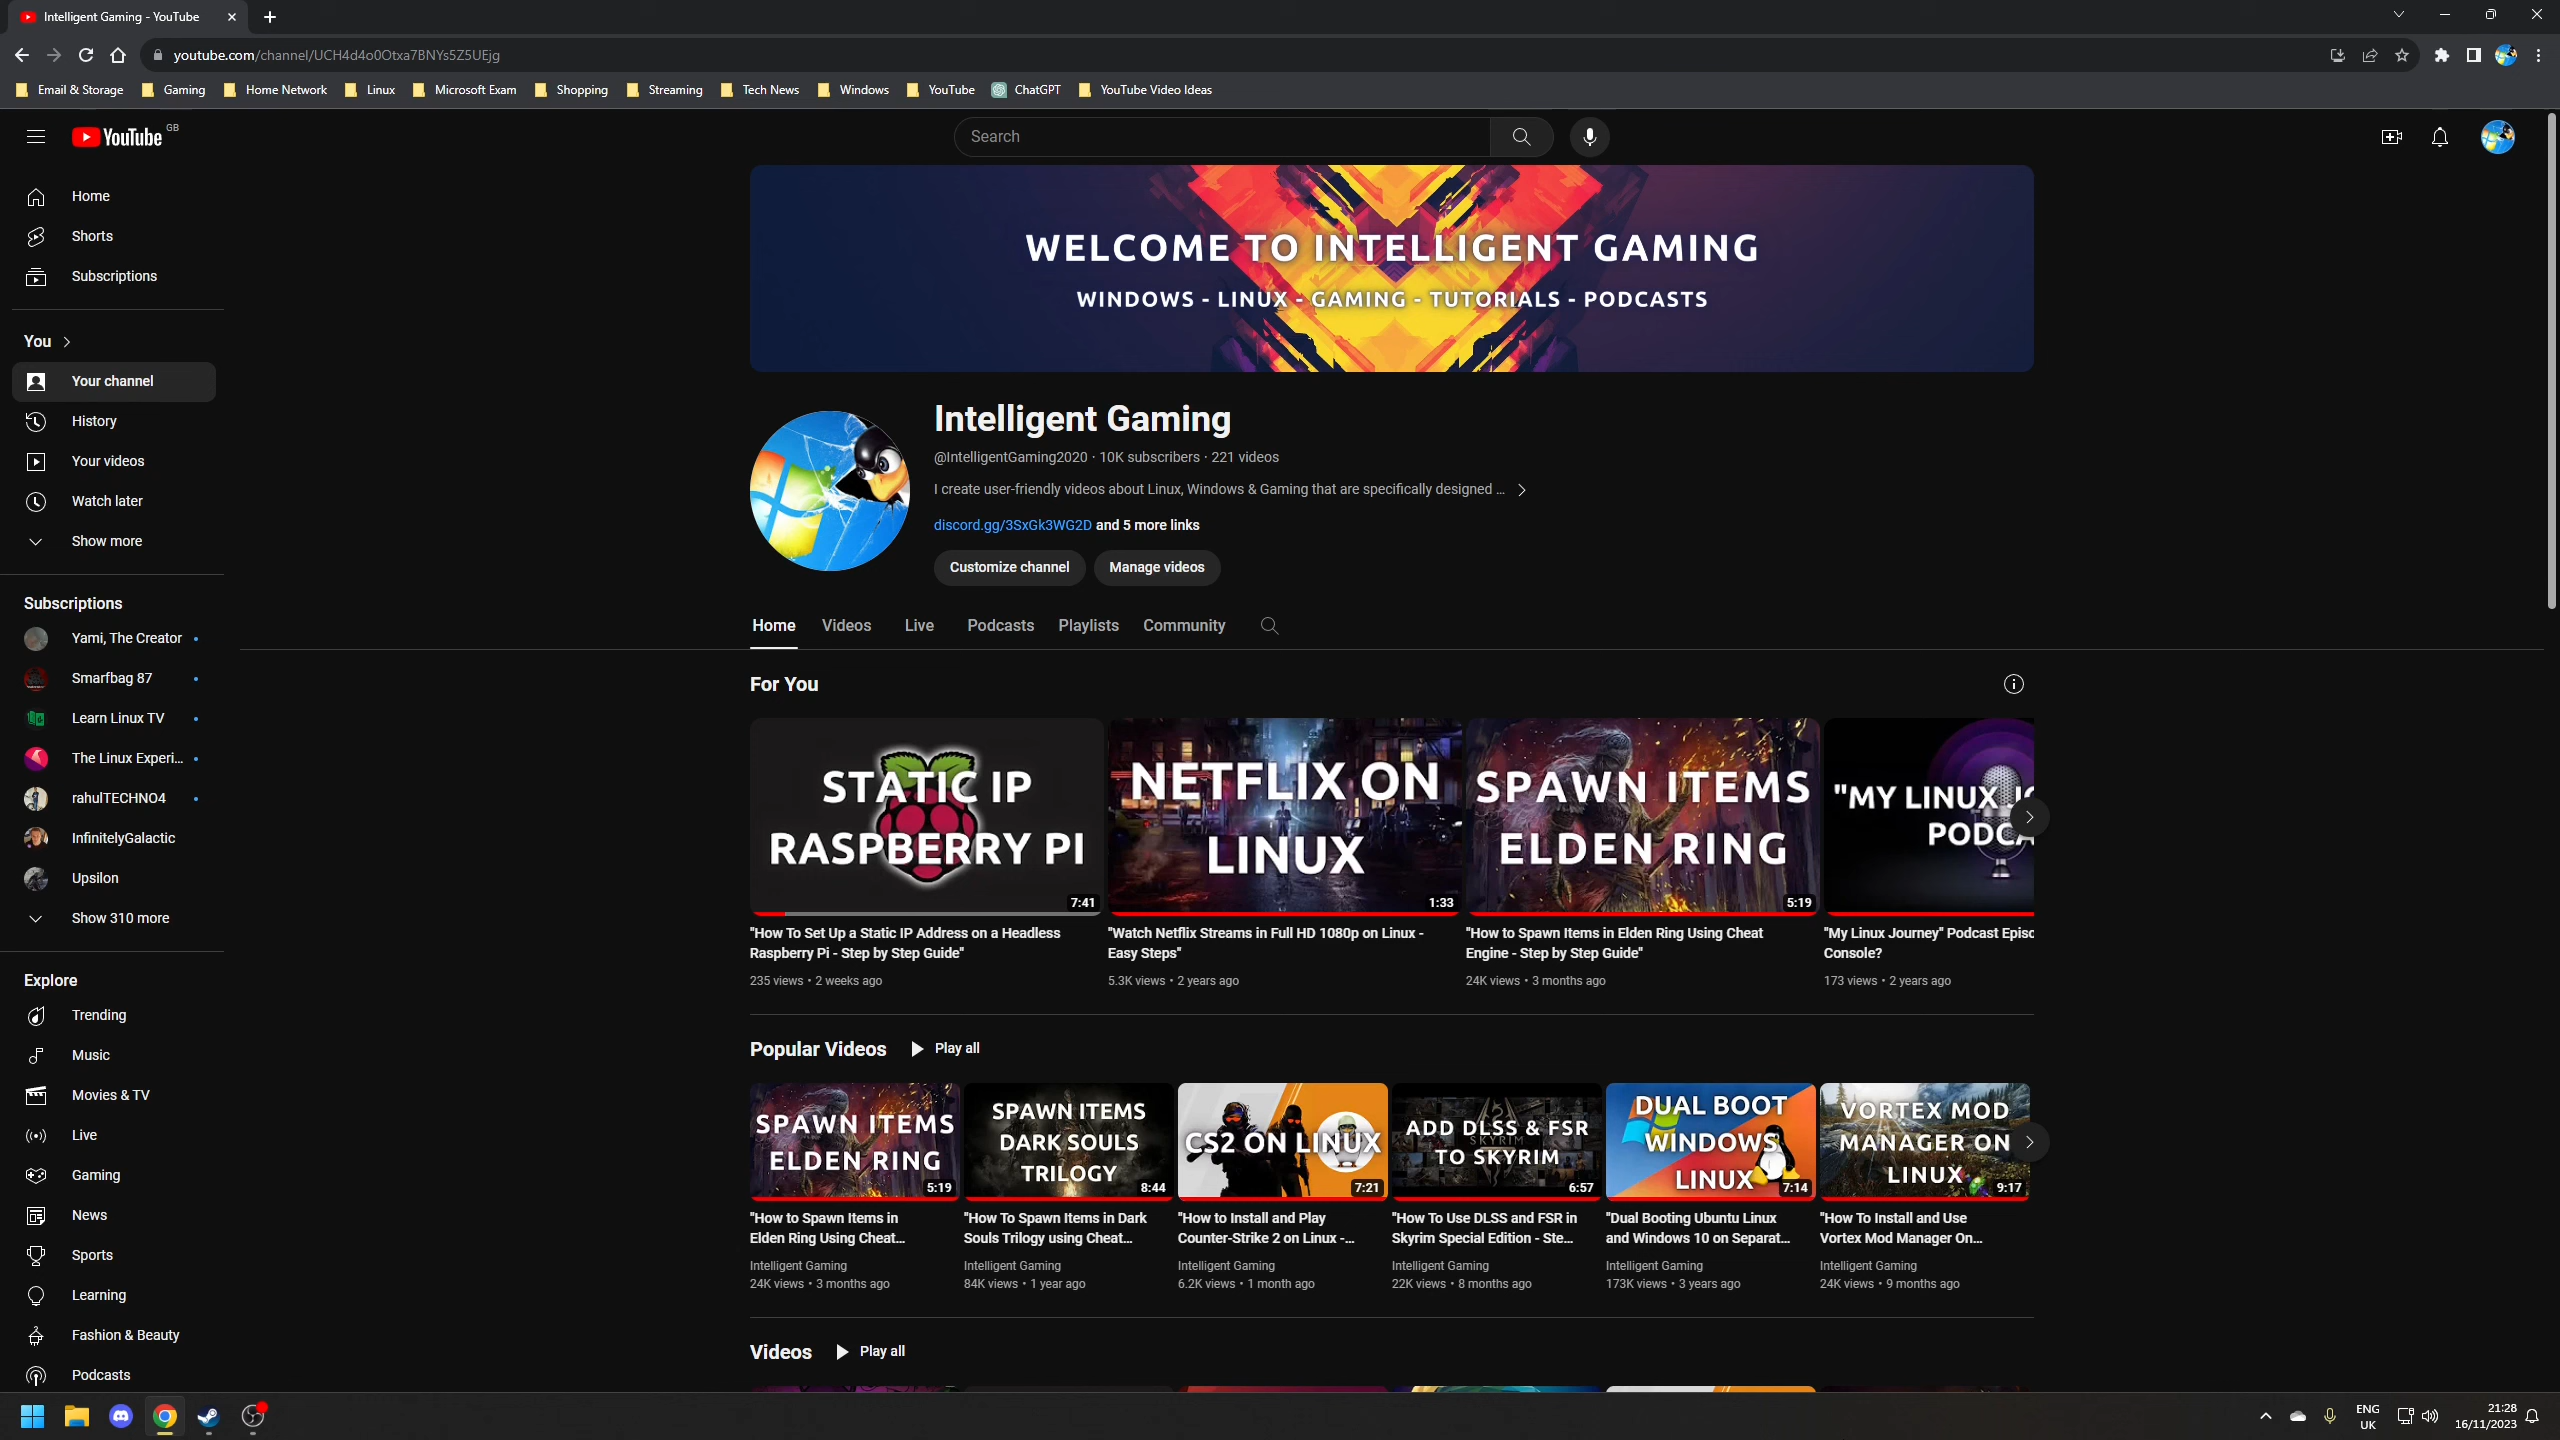 Intelligent Gaming - YouTube
youtube.com/channel/UCH4d4o0Otxa7BNYs5Z5UEjg
Email & Storage
Gaming
Home Network
Linux
Microsoft Exam
Shopping
Streaming
Tech News
Windows
YouTube
ChatGPT
YouTube Video Ideas
YouTube GB
Search
Home
Shorts
Subscriptions
You
Your channel
History
Your videos
Watch later
Show more
Subscriptions
Yami, The Creator
Smarfbag 87
Learn Linux TV
The Linux Experi...
rahulTECHNO4
InfinitelyGalactic
Upsilon
Show 310 more
Explore
Trending
Music
Movies & TV
Live
Gaming
News
Sports
Learning
Fashion & Beauty
Podcasts
WELCOME TO INTELLIGENT GAMING
WINDOWS - LINUX - GAMING - TUTORIALS - PODCASTS
Intelligent Gaming
@IntelligentGaming2020 · 10K subscribers · 221 videos
I create user-friendly videos about Linux, Windows & Gaming that are specifically designed ...
discord.gg/3SxGk3WG2D and 5 more links
Customize channel
Manage videos
Home
Videos
Live
Podcasts
Playlists
Community
For You
STATIC IP
RASPBERRY PI
7:41
"How To Set Up a Static IP Address on a Headless
Raspberry Pi - Step by Step Guide"
235 views • 2 weeks ago
NETFLIX ON
LINUX
1:33
"Watch Netflix Streams in Full HD 1080p on Linux -
Easy Steps"
5.3K views • 2 years ago
SPAWN ITEMS
ELDEN RING
5:19
"How to Spawn Items in Elden Ring Using Cheat
Engine - Step by Step Guide"
24K views • 3 months ago
"MY LINUX JO
PODCA
"My Linux Journey" Podcast Episo
Console?
173 views • 2 years ago
Popular Videos
Play all
SPAWN ITEMS
ELDEN RING
5:19
"How to Spawn Items in
Elden Ring Using Cheat...
Intelligent Gaming
24K views • 3 months ago
SPAWN ITEMS
DARK SOULS
TRILOGY
8:44
"How To Spawn Items in Dark
Souls Trilogy using Cheat...
Intelligent Gaming
84K views • 1 year ago
CS2 ON LINUX
7:21
"How to Install and Play
Counter-Strike 2 on Linux -...
Intelligent Gaming
6.2K views • 1 month ago
ADD DLSS & FSR
SKYRIM
TO SKYRIM
6:57
"How To Use DLSS and FSR in
Skyrim Special Edition - Ste...
Intelligent Gaming
22K views • 8 months ago
DUAL BOOT
WINDOWS
LINUX
7:14
"Dual Booting Ubuntu Linux
and Windows 10 on Separat...
Intelligent Gaming
173K views • 3 years ago
VORTEX MOD
MANAGER ON
LINUX
9:17
"How To Install and Use
Vortex Mod Manager On...
Intelligent Gaming
24K views • 9 months ago
Videos
Play all
ENG
UK
21:28
16/11/2023